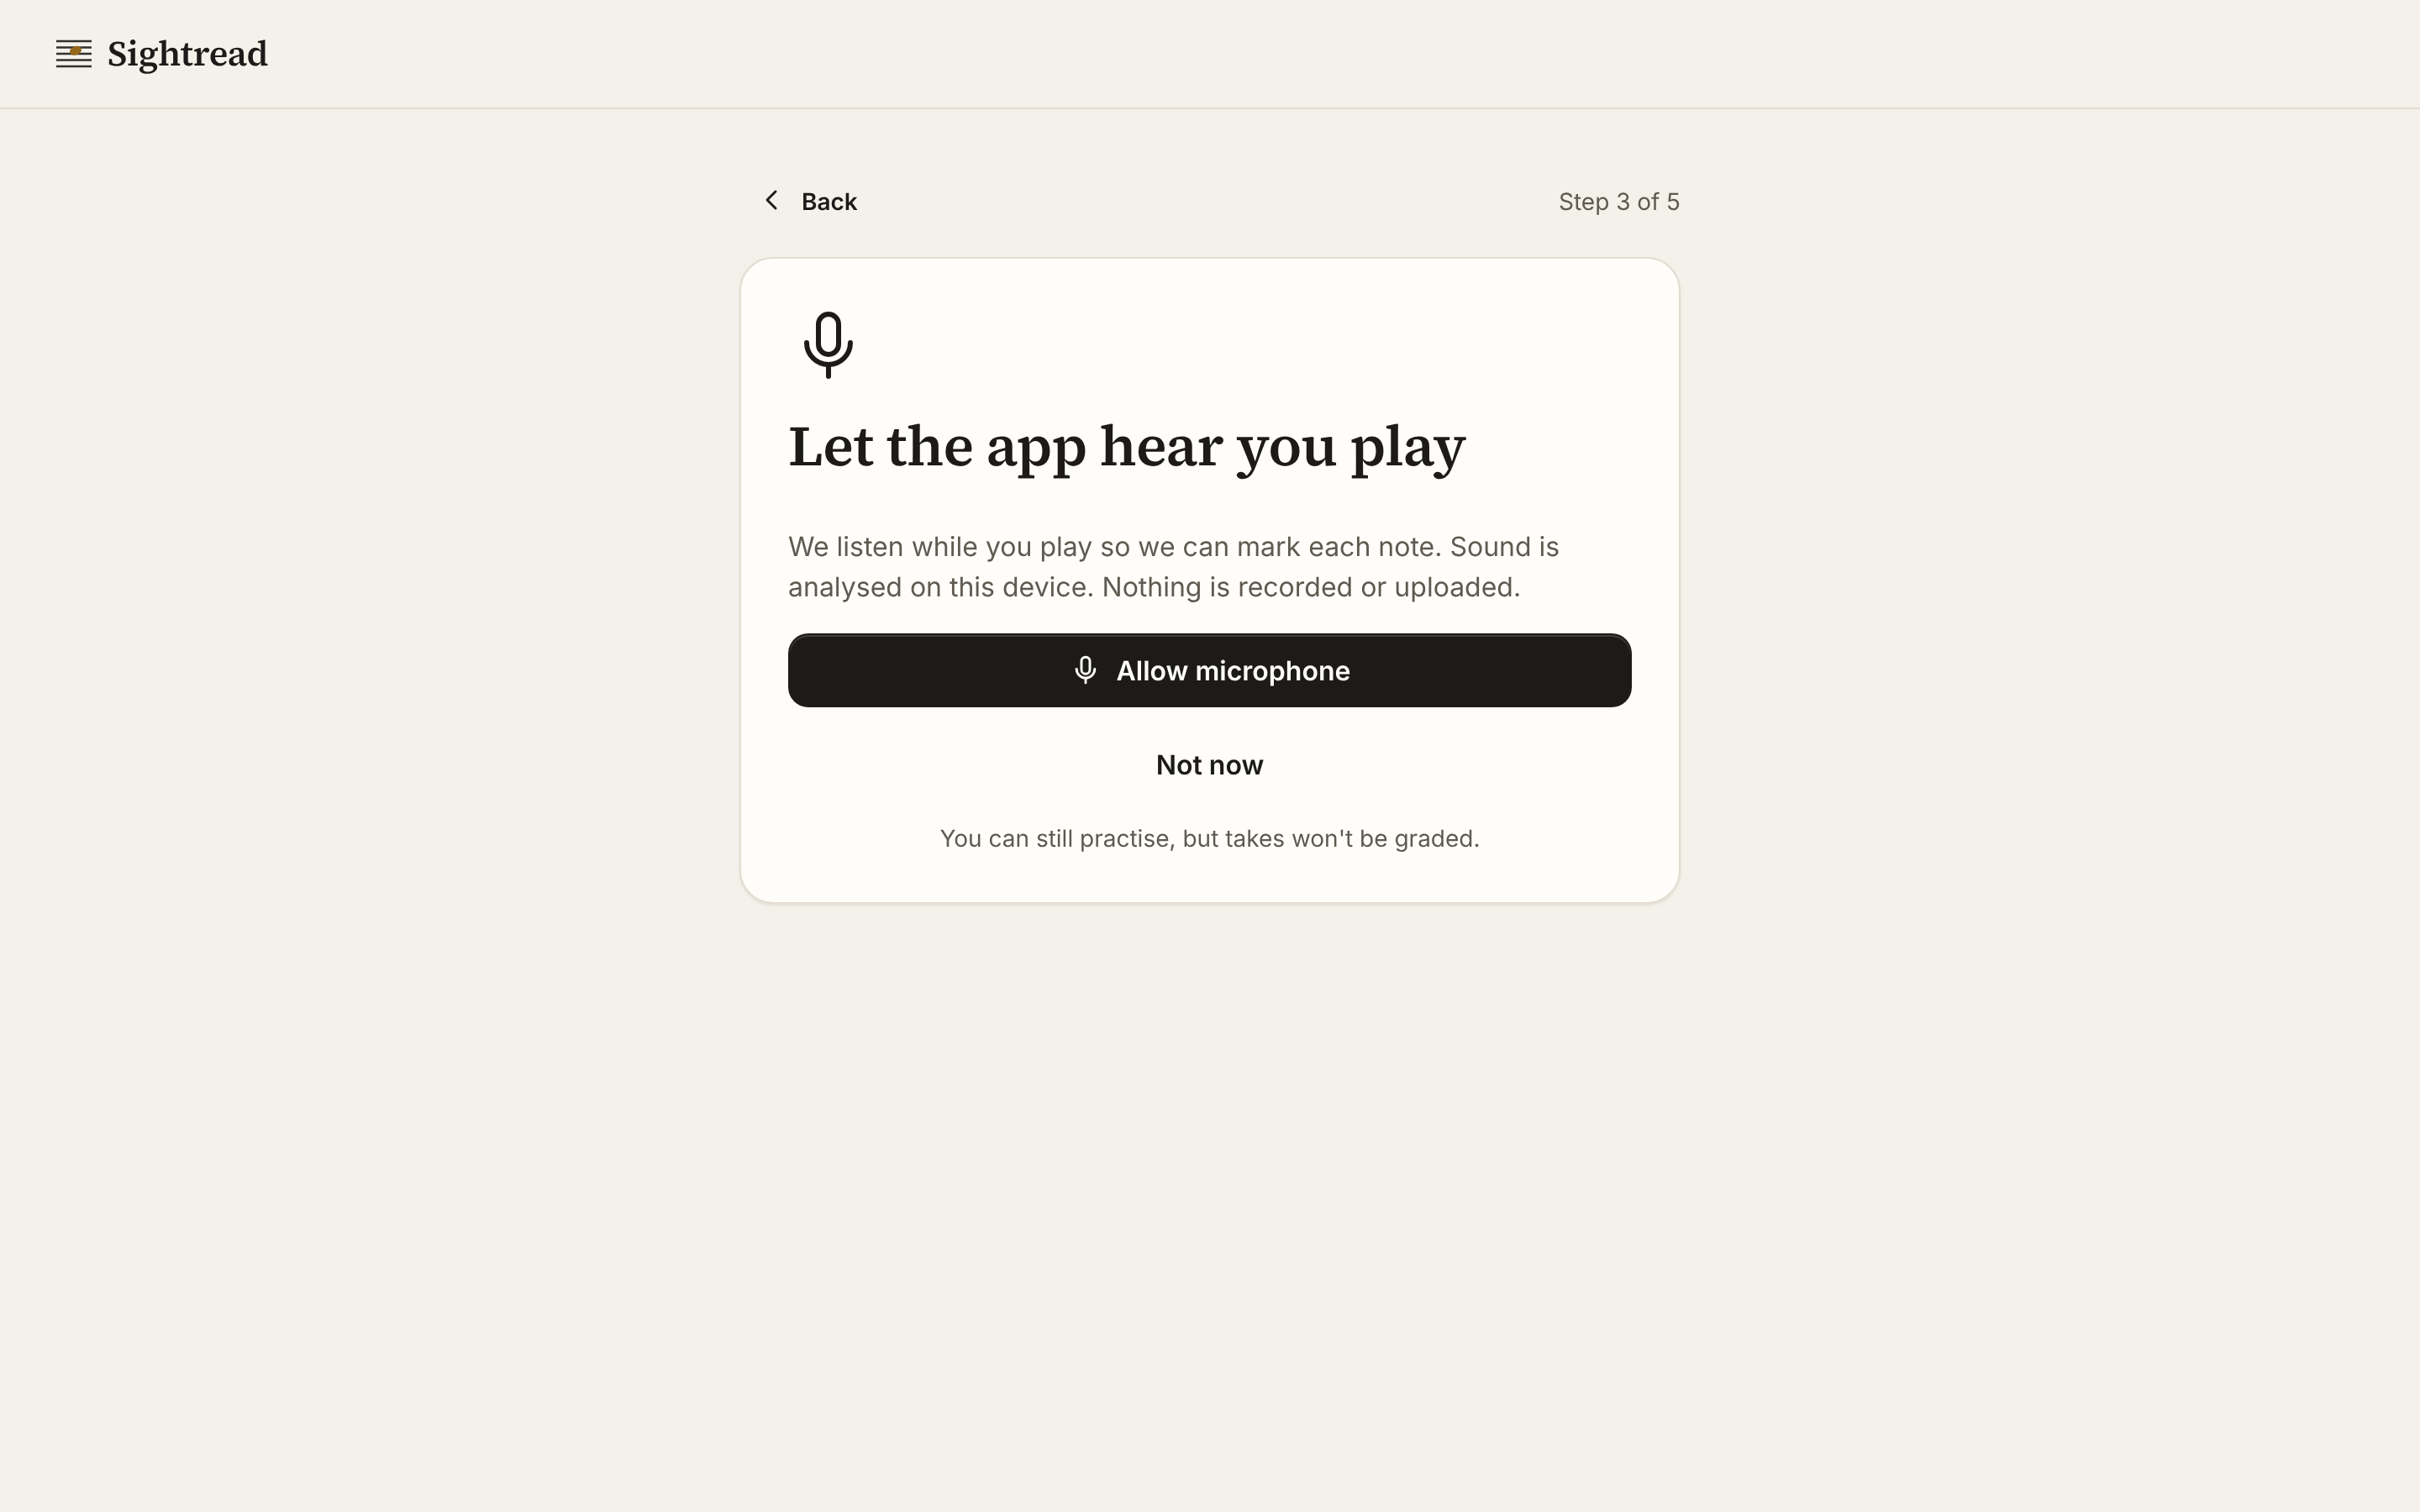 Sightread
Back
Step 3 of 5
Let the app hear you play
We listen while you play so we can mark each note. Sound is
analysed on this device. Nothing is recorded or uploaded.
Allow microphone
Not now
You can still practise, but takes won't be graded.